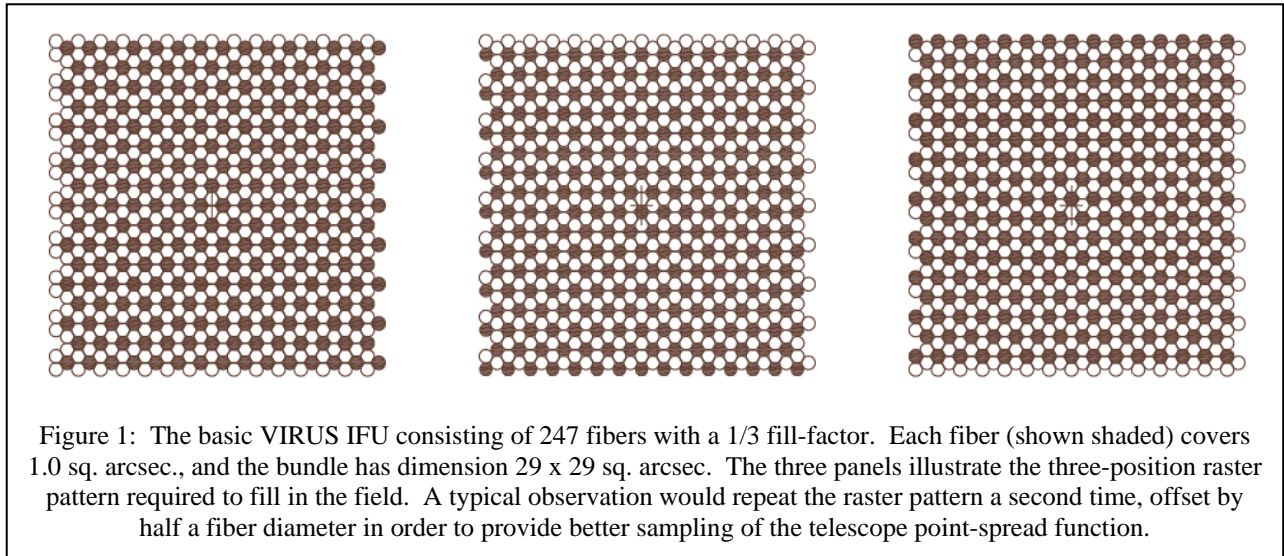 Figure 1:  The basic VIRUS IFU consisting of 247 fibers with a 1/3 fill-factor.  Each fiber (shown shaded) covers
1.0 sq. arcsec., and the bundle has dimension 29 x 29 sq. arcsec.  The three panels illustrate the three-position raster
pattern required to fill in the field.  A typical observation would repeat the raster pattern a second time, offset by
half a fiber diameter in order to provide better sampling of the telescope point-spread function.